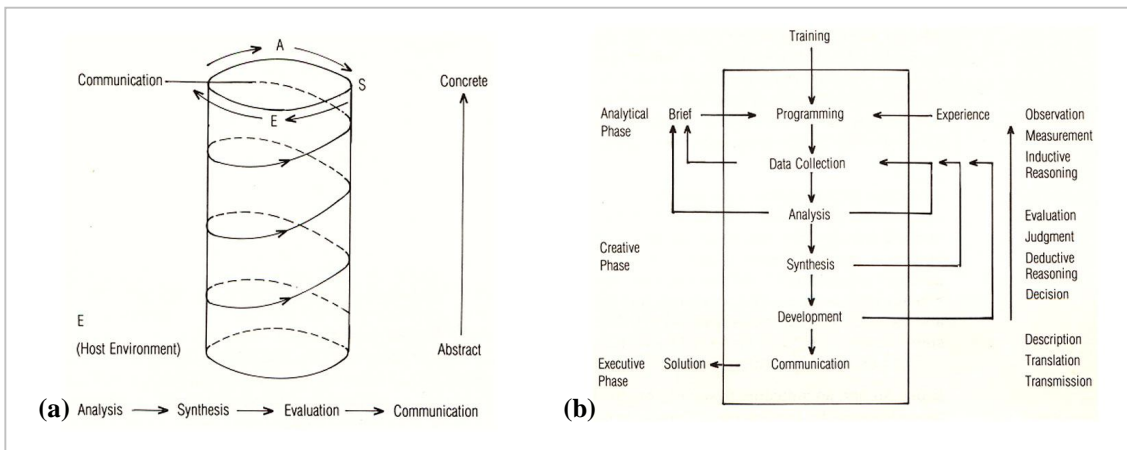 A
Communication
S
E
Concrete
E
(Host Environment)
Abstract
(a) Analysis Synthesis Evaluation Communication
Training
Analytical
Phase
Brief
Programming
Experience
Data Collection
Analysis
Creative
Phase
Synthesis
Development
Executive
Phase
Solution
Communication
Observation
Measurement
Inductive
Reasoning
Evaluation
Judgment
Deductive
Reasoning
Decision
Description
Translation
Transmission
(b)